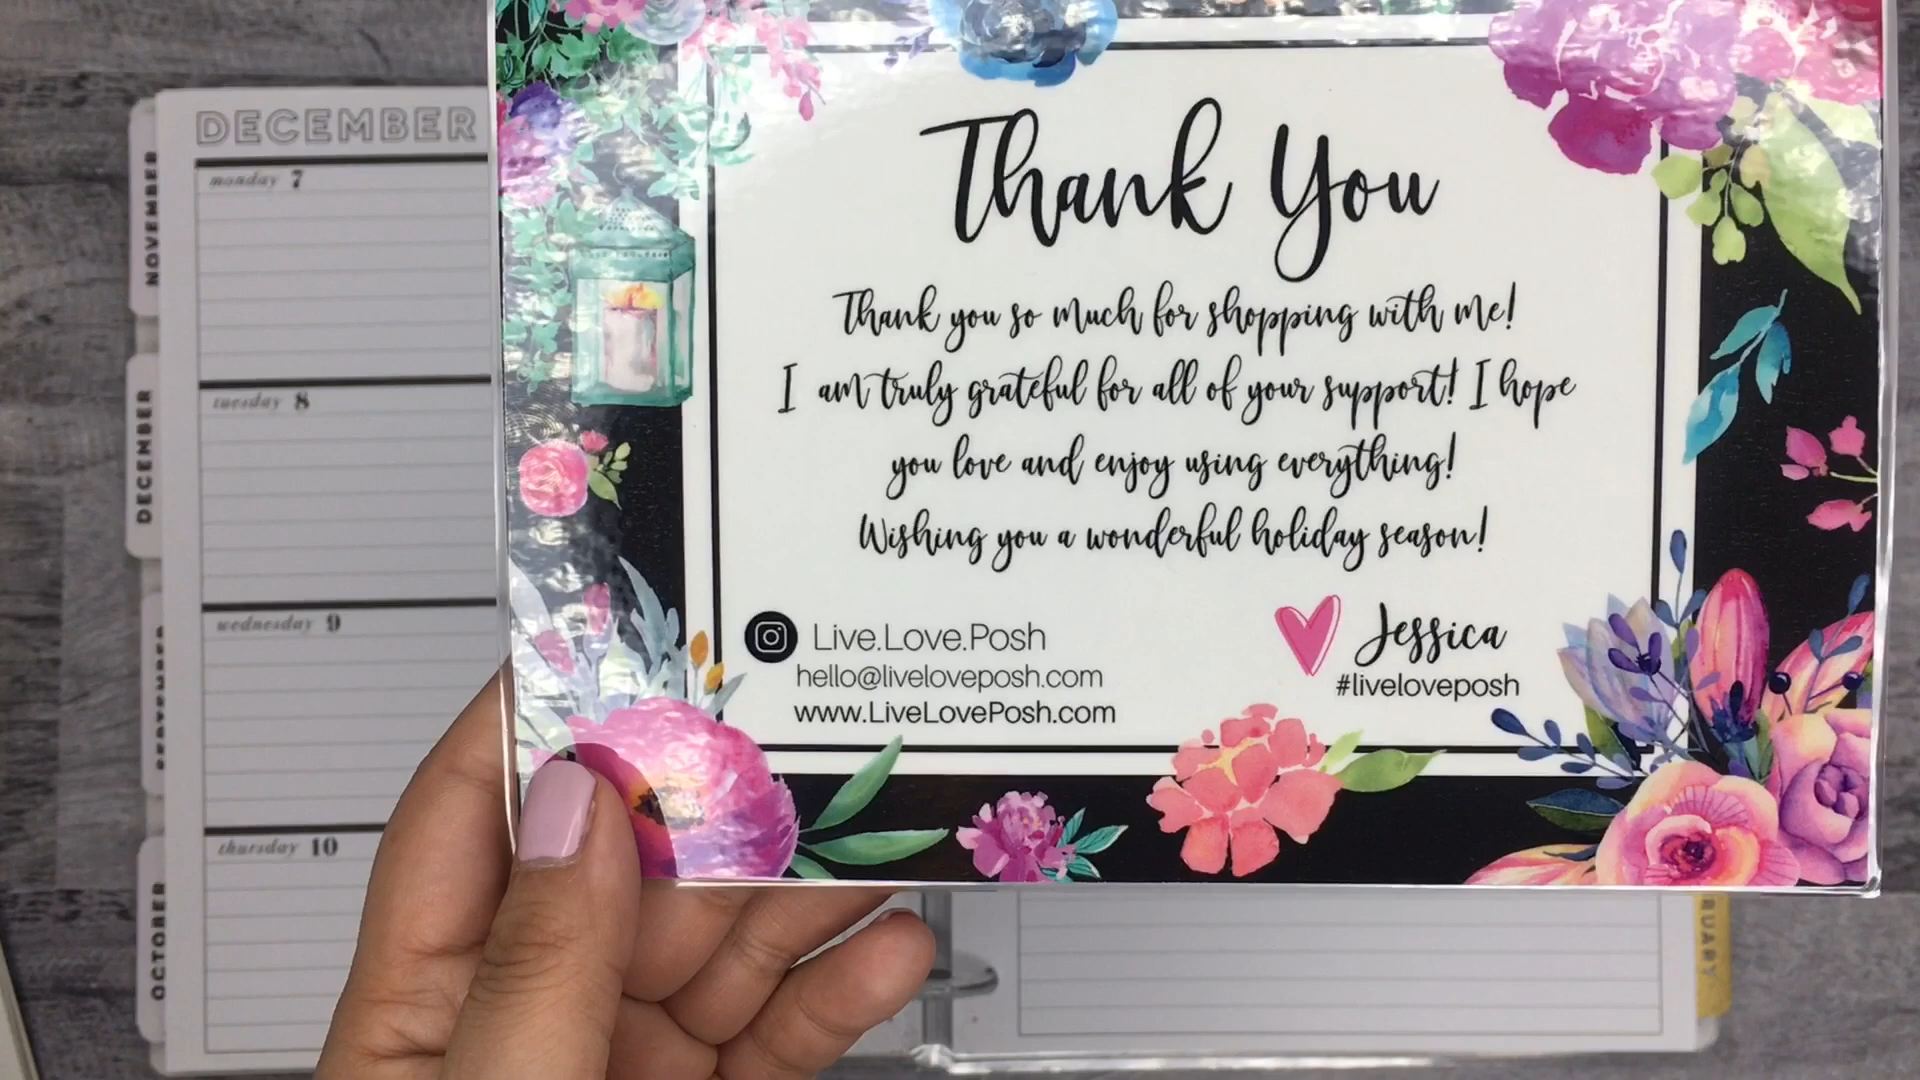 DECEMBER
monday 7
tuesday 8
wednesday 9
thursday 10
NOVEMBER
DECEMBER
OCTOBER
Thank You
Thank you so much for shopping with me!
I am truly grateful for all of your support! I hope
you love and enjoy using everything!
Wishing you a wonderful holiday season!
Live.Love.Posh
hello@liveloveposh.com
www.LiveLovePosh.com
Jessica
#liveloveposh